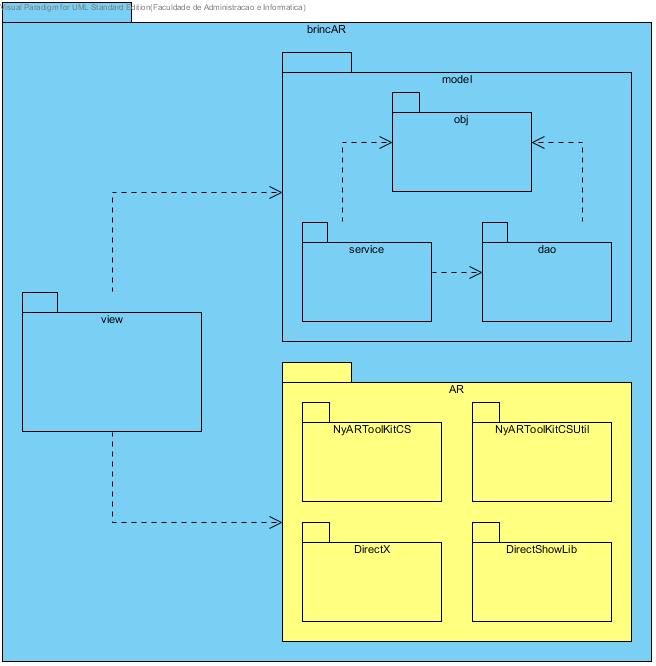 Visual Paradigm for UML Standard Edition(Faculdade de Administracao e Informatica)
brincAR
model
obj
service
dao
view
AR
NyARToolKitCS
NyARToolKitCSUtil
DirectX
DirectShowLib